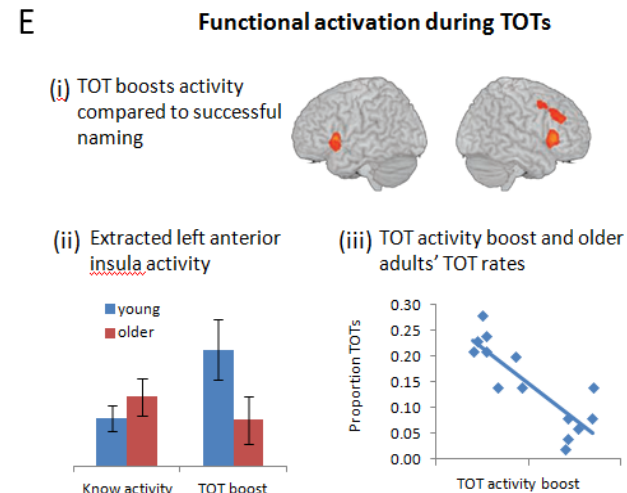 E
Functional activation during TOTs
(i) TOT boosts activity
compared to successful
naming
(ii) Extracted left anterior
insula activity
young
older
Know activity
TOT boost
(iii) TOT activity boost and older
adults' TOT rates
Proportion TOTs
0.30
0.25
0.20
0.15
0.10
0.05
0.00
TOT activity boost